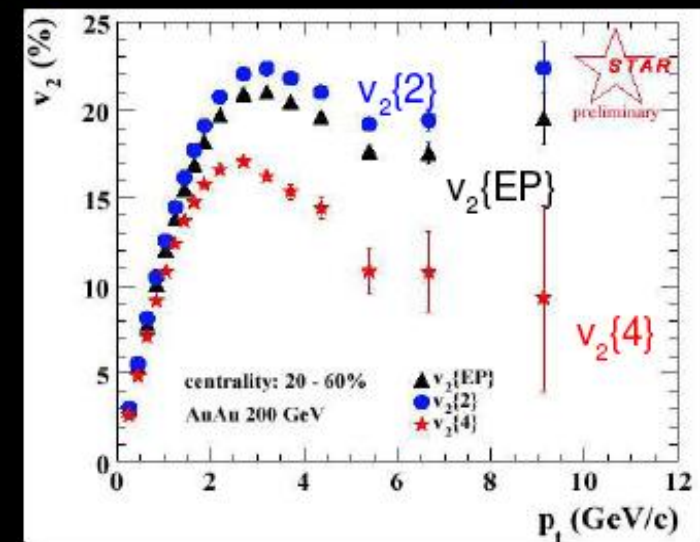 v₂ (%)
25
20
15
10
5
0
v₂{2}
STAR
preliminary
v₂{EP}
v₂{4}
centrality: 20 - 60%
AuAu 200 GeV
v₂{EP}
v₂{2}
v₂{4}
0 2 4 6 8 10 12
pₜ (GeV/c)